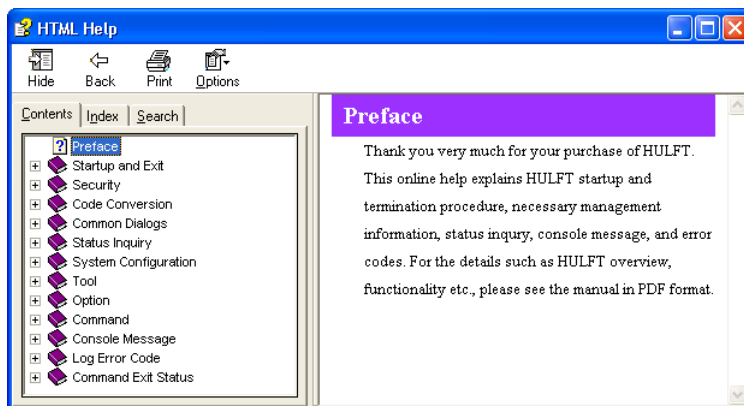 HTML Help
Hide Back Print Options
Contents Index Search
Preface
Startup and Exit
Security
Code Conversion
Common Dialogs
Status Inquiry
System Configuration
Tool
Option
Command
Console Message
Log Error Code
Command Exit Status
Preface
Thank you very much for your purchase of HULFT.
This online help explains HULFT startup and
termination procedure, necessary management
information, status inqury, console message, and error
codes. For the details such as HULFT overview,
functionality etc., please see the manual in PDF format.